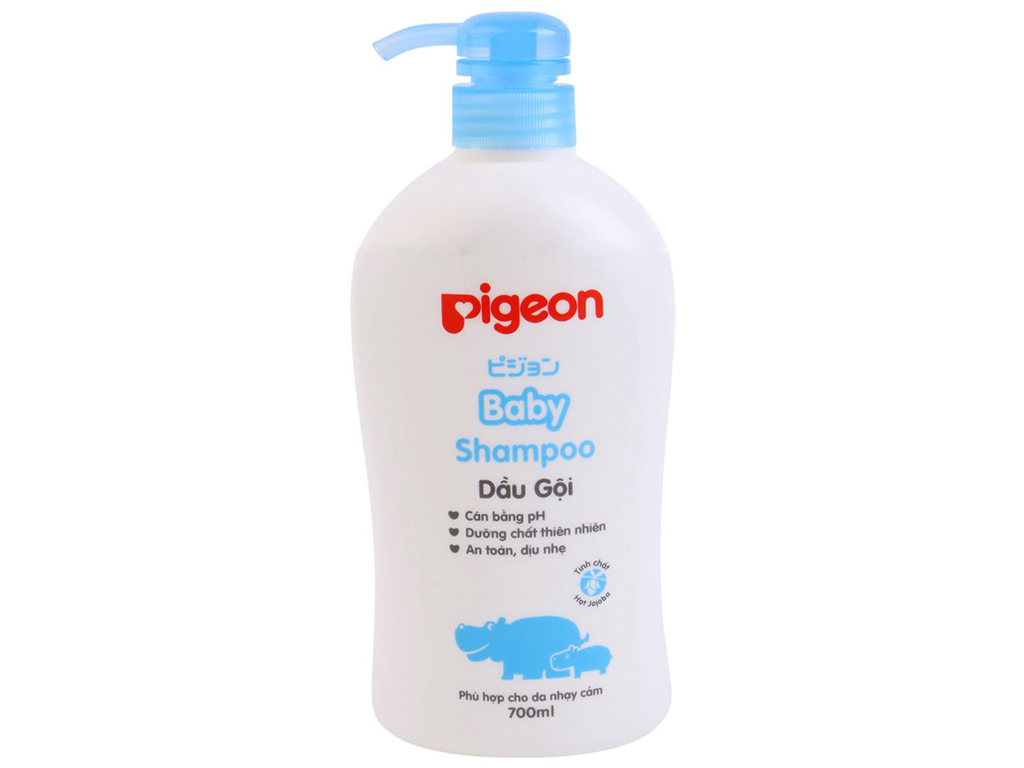 pigeon
ピジョン
Baby
Shampoo
Dầu Gội
Cân bằng pH
Dưỡng chất thiên nhiên
An toàn, dịu nhẹ
Tinh chất
Hạt Jojoba
Phù hợp cho da nhạy cảm
700ml